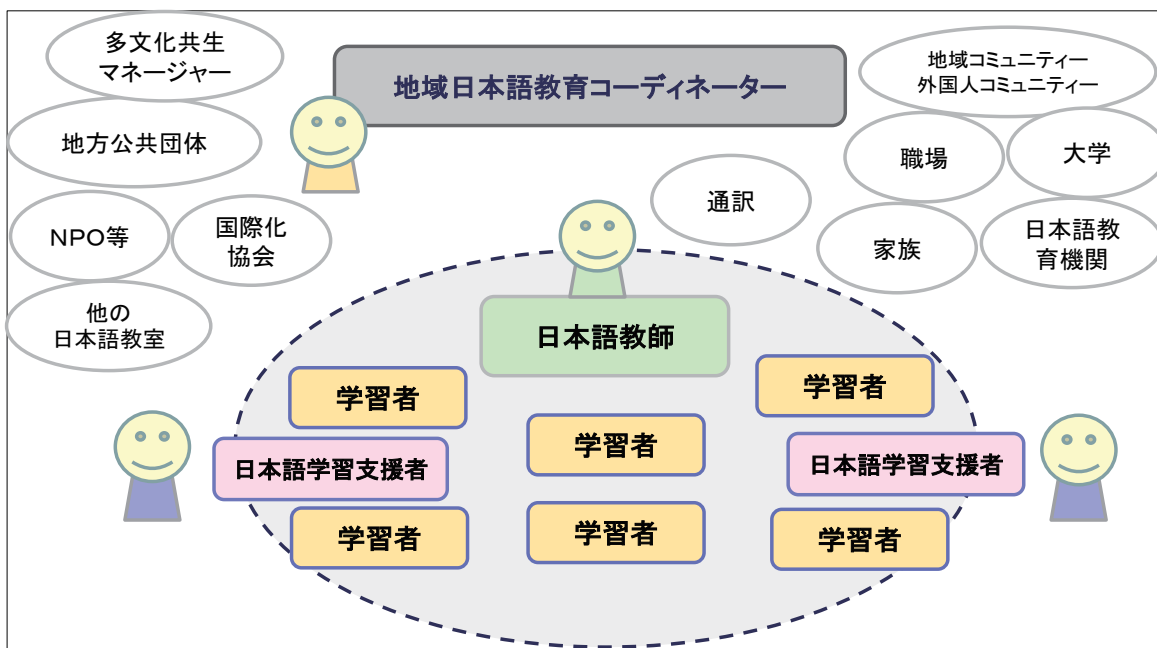 多文化共生
マネージャー
地域日本語教育コーディネーター
地域コミュニティー
外国人コミュニティー
地方公共団体
職場
大学
通訳
NPO等
国際化
協会
家族
日本語教
育機関
他の
日本語教室
日本語教師
学習者
学習者
学習者
日本語学習支援者
日本語学習支援者
学習者
学習者
学習者